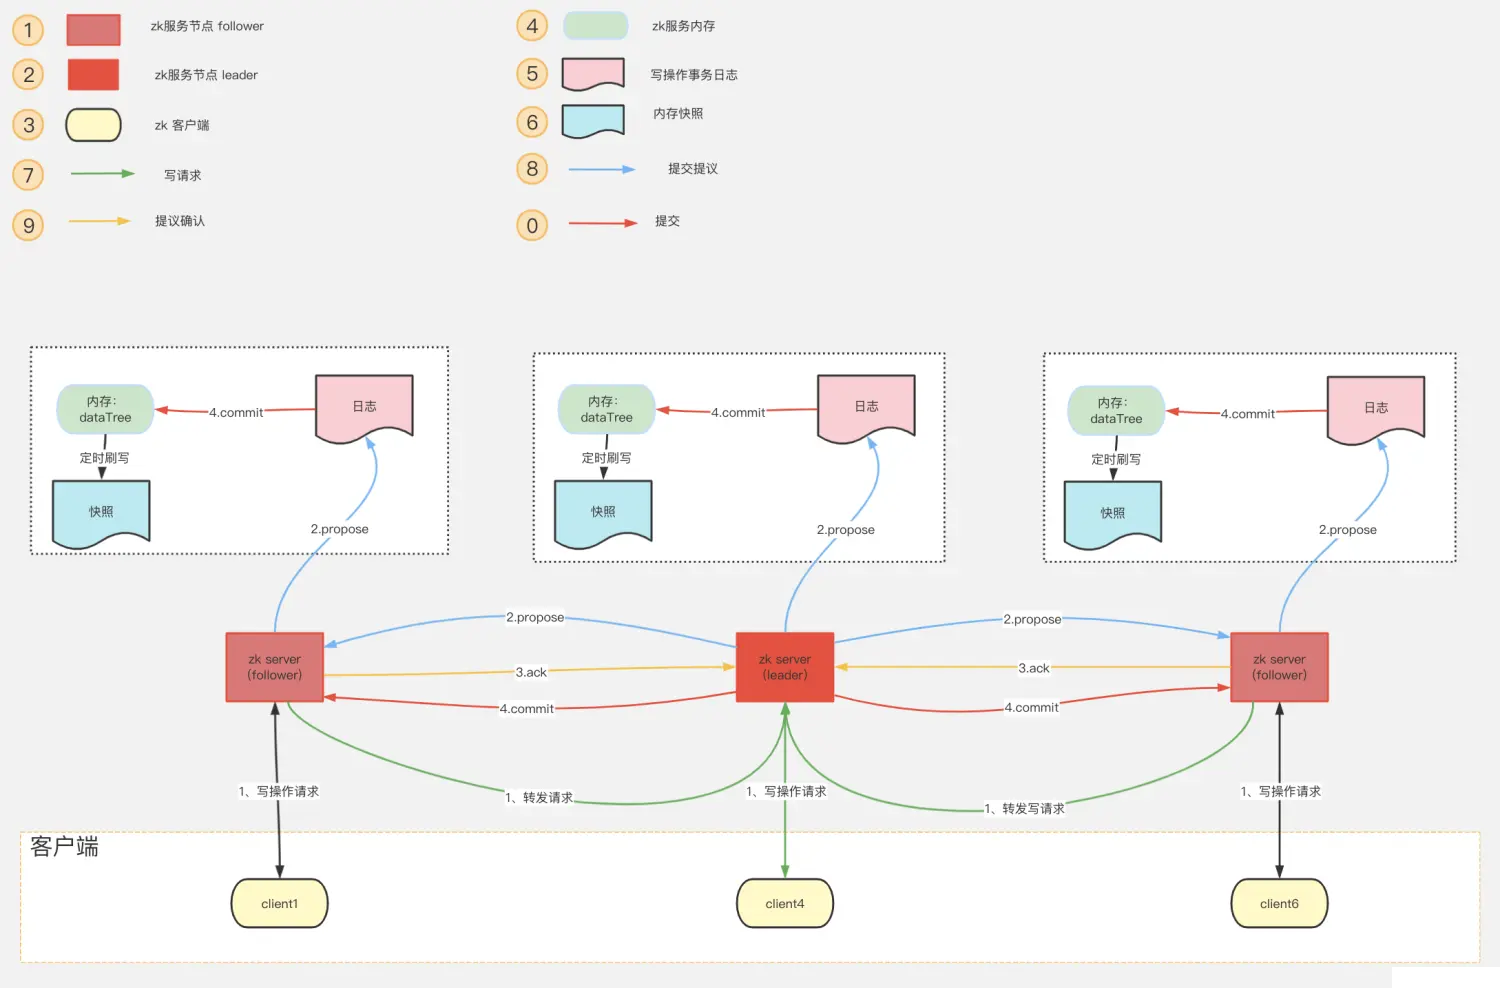 1
zk服务节点 follower
4
zk服务内存
2
zk服务节点 leader
5
写操作事务日志
3
zk 客户端
6
内存快照
7
写请求
8
提交提议
9
提议确认
0
提交
内存：
dataTree
4.commit
日志
定时刷写
快照
2.propose
内存：
dataTree
4.commit
日志
定时刷写
快照
2.propose
内存：
dataTree
4.commit
日志
定时刷写
快照
2.propose
zk server
（follower）
2.propose
3.ack
4.commit
zk server
（leader）
2.propose
3.ack
4.commit
zk server
（follower）
1、写操作请求
1、转发请求
1、写操作请求
1、转发写请求
1、写操作请求
客户端
client1
client4
client6